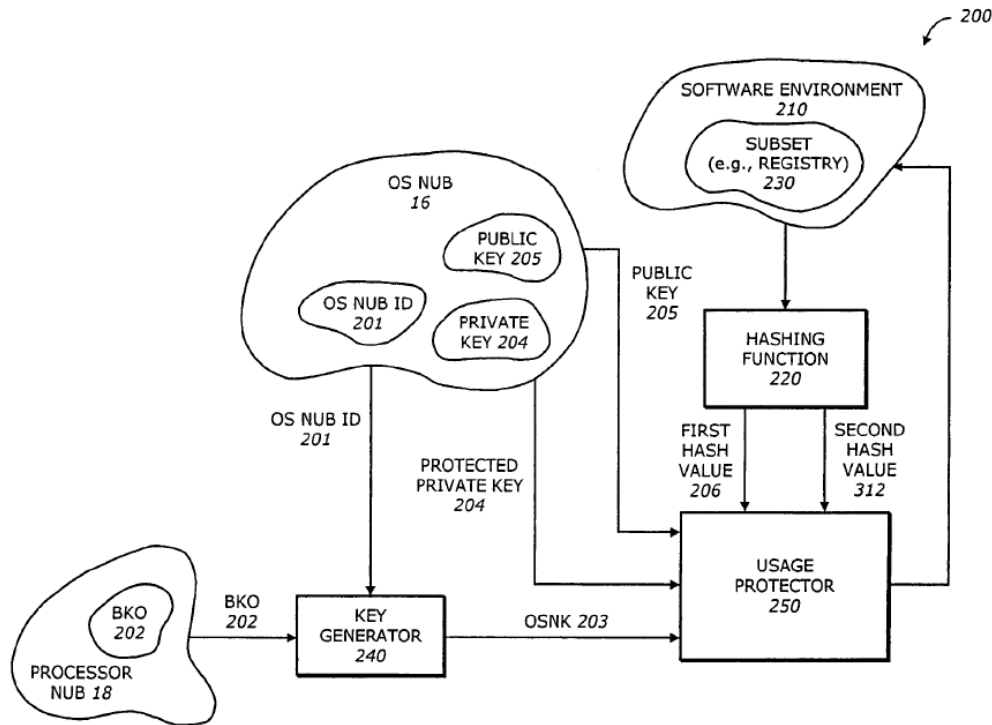 200
SOFTWARE ENVIRONMENT
210
SUBSET
(e.g., REGISTRY)
230
OS NUB
16
PUBLIC
KEY 205
OS NUB ID
201
PRIVATE
KEY 204
PUBLIC
KEY
205
HASHING
FUNCTION
220
OS NUB ID
201
PROTECTED
PRIVATE KEY
204
FIRST
HASH
VALUE
206
SECOND
HASH
VALUE
312
USAGE
PROTECTOR
250
BKO
202
PROCESSOR
NUB 18
BKO
202
KEY
GENERATOR
240
OSNK 203